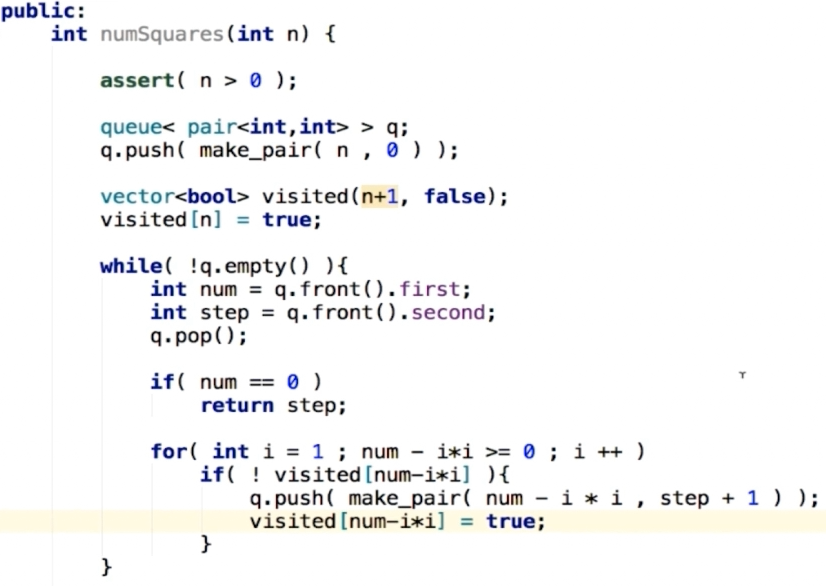 public:
    int numSquares(int n) {

        assert( n > 0 );

        queue< pair<int,int> > q;
        q.push( make_pair( n , 0 ) );

        vector<bool> visited(n+1, false);
        visited[n] = true;

        while( !q.empty() ){
            int num = q.front().first;
            int step = q.front().second;
            q.pop();

            if( num == 0 )
                return step;

            for( int i = 1 ; num - i*i >= 0 ; i ++ )
                if( ! visited[num-i*i] ){
                    q.push( make_pair( num - i * i , step + 1 ) );
                    visited[num-i*i] = true;
                }
        }